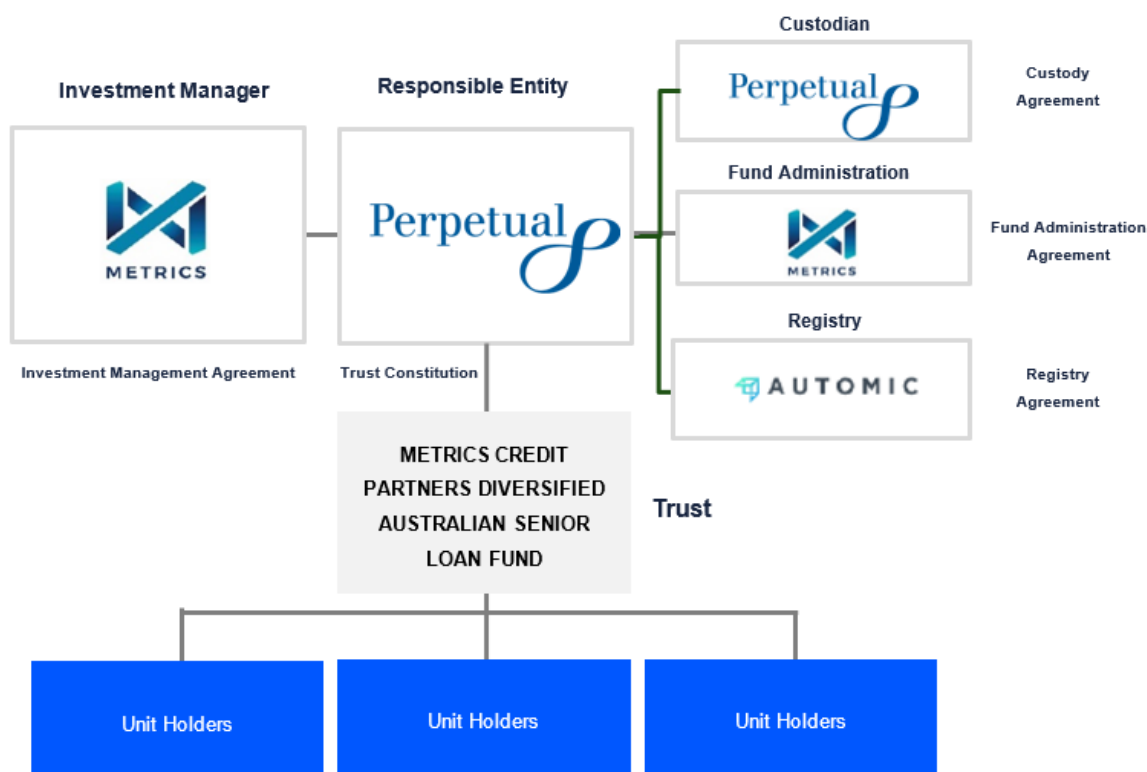 Custodian
Investment Manager
Responsible Entity
Perpetual
Custody
Agreement
METRICS
Perpetual
Fund Administration
METRICS
Fund Administration
Agreement
Registry
AUTOMIC
Registry
Agreement
Investment Management Agreement
Trust Constitution
METRICS CREDIT
PARTNERS DIVERSIFIED
AUSTRALIAN SENIOR
LOAN FUND
Trust
Unit Holders
Unit Holders
Unit Holders